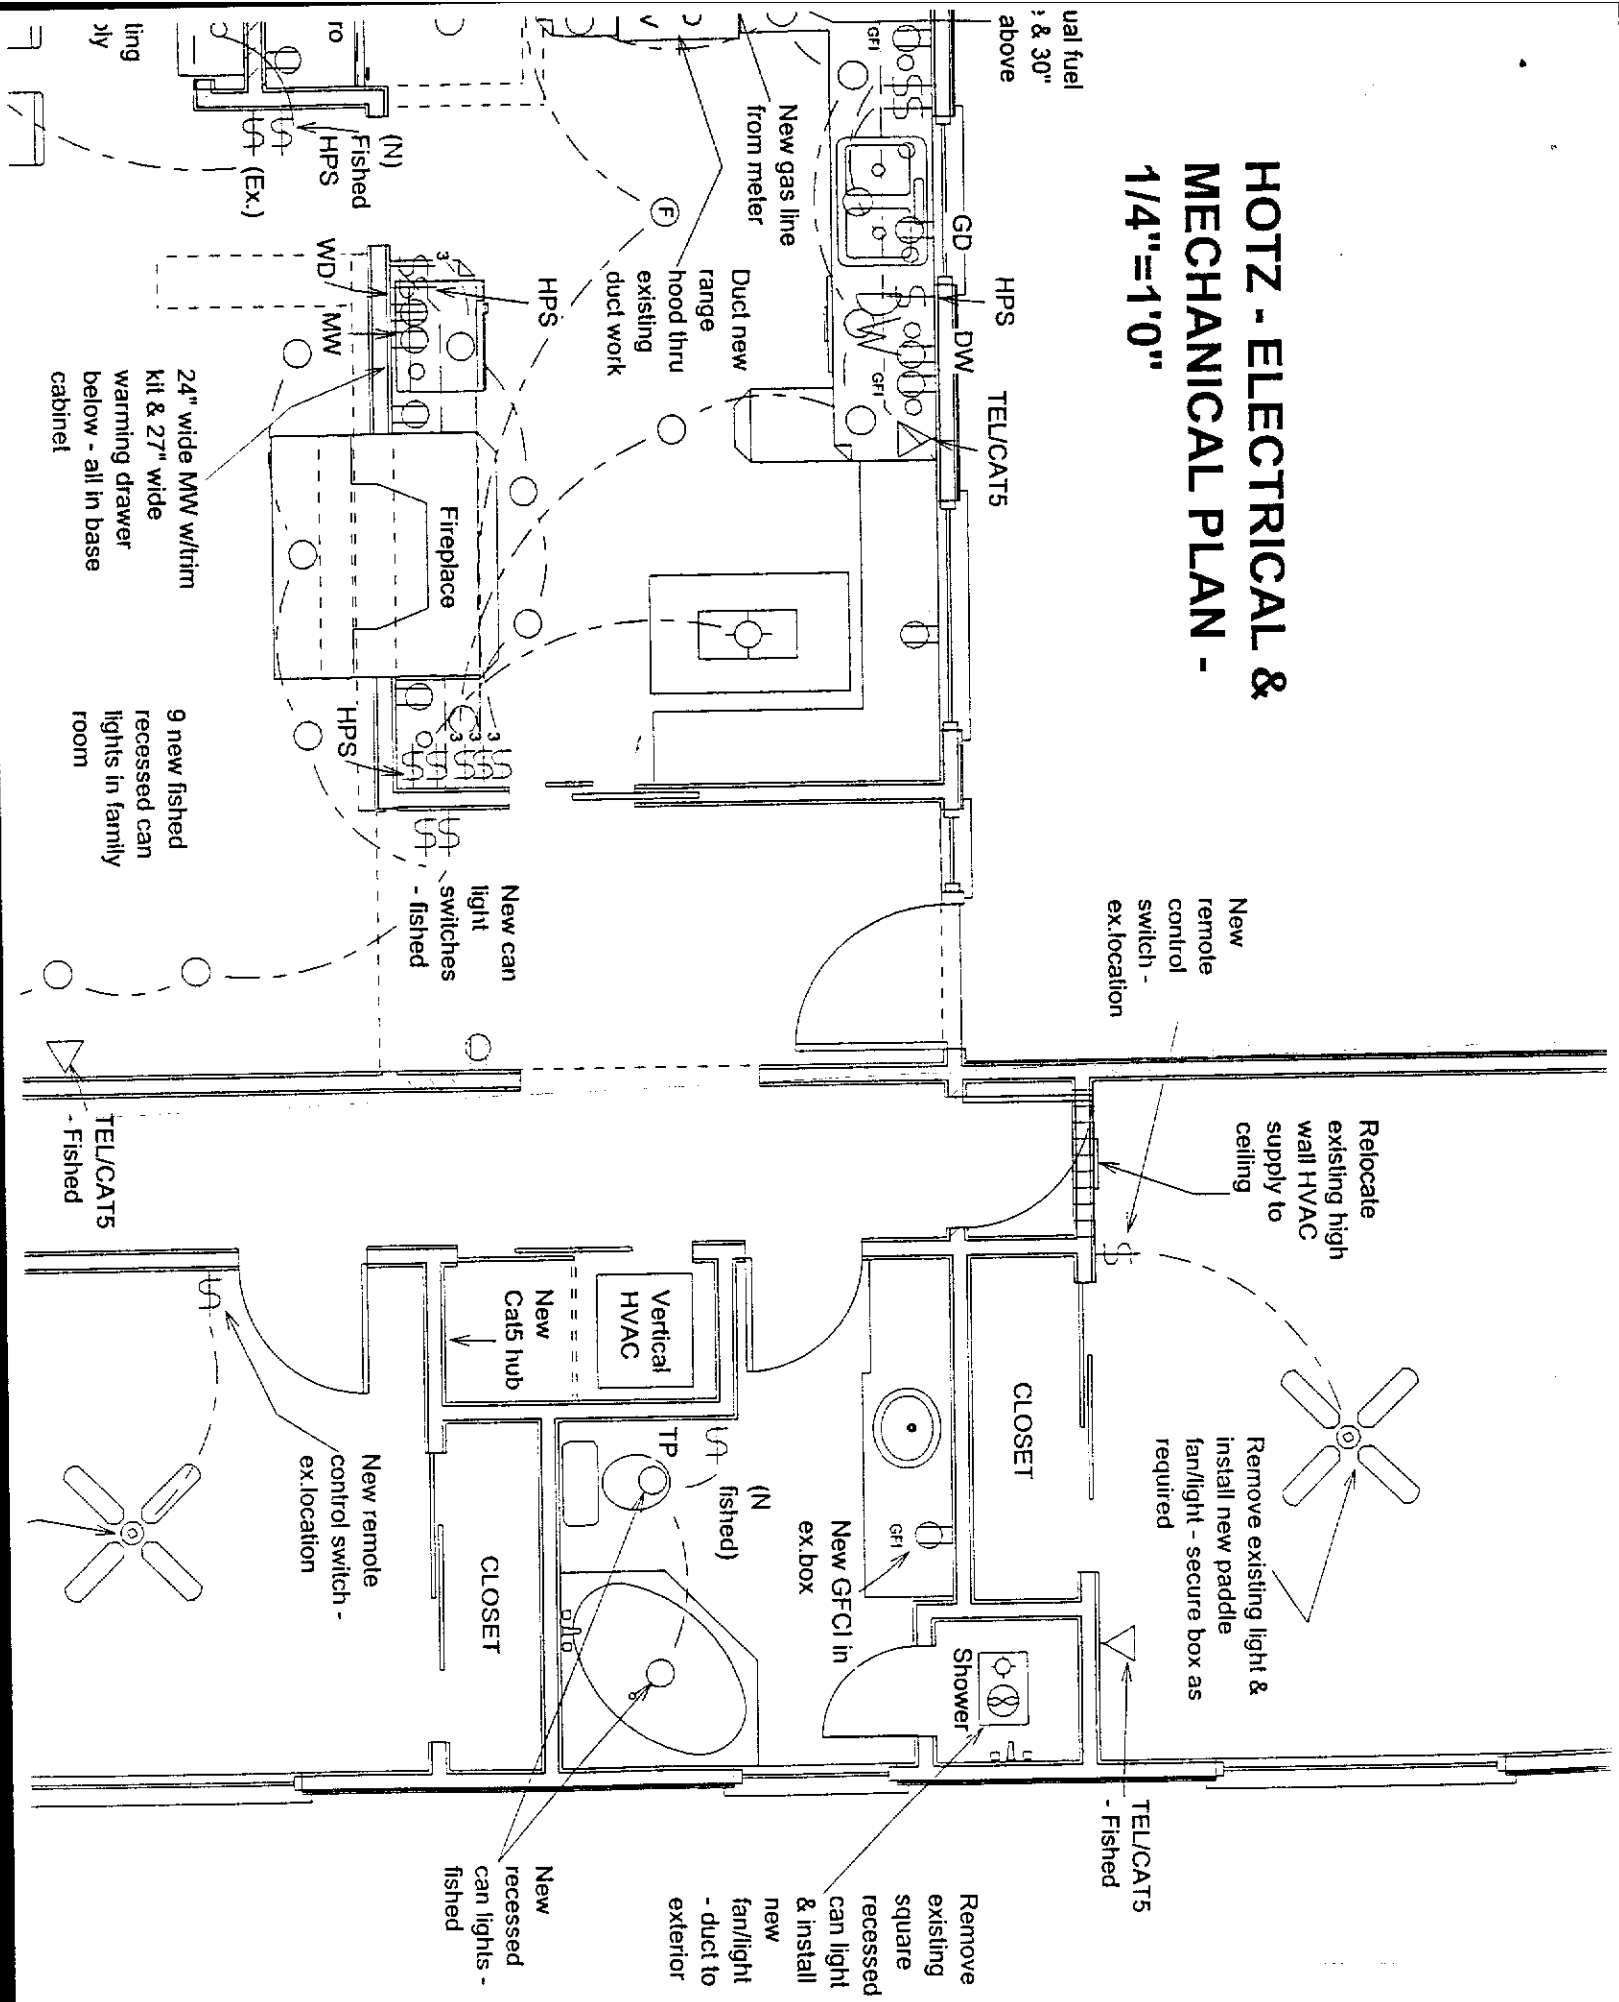 HOTZ - ELECTRICAL &
MECHANICAL PLAN -
1/4"=1'0"
ual fuel
& 30"
above
GFI
New gas line
from meter
GD
HPS
DW
GFI
TEL/CAT5
Duct new
range
hood thru
existing
duct work
F
ting
ply
ro
(N)
Fished
HPS
(Ex.)
WD
MW
HPS
3
24" wide MW w/trim
kit & 27" wide
warming drawer
below - all in base
cabinet
Fireplace
HPS
3
3
3
9 new fished
recessed can
lights in family
room
New can
light
switches
- fished
New
remote
control
switch -
ex.location
Relocate
existing high
wall HVAC
supply to
ceiling
TEL/CAT5
- Fished
New
Cat5 hub
Vertical
HVAC
CLOSET
Remove existing light &
install new paddle
fan/light - secure box as
required
TP
(N
fished)
New GFCI in
ex.box
GFI
New remote
control switch -
ex.location
CLOSET
Shower
TEL/CAT5
- Fished
New
recessed
can lights -
fished
Remove
existing
square
recessed
can light
& install
new
fan/light
- duct to
exterior